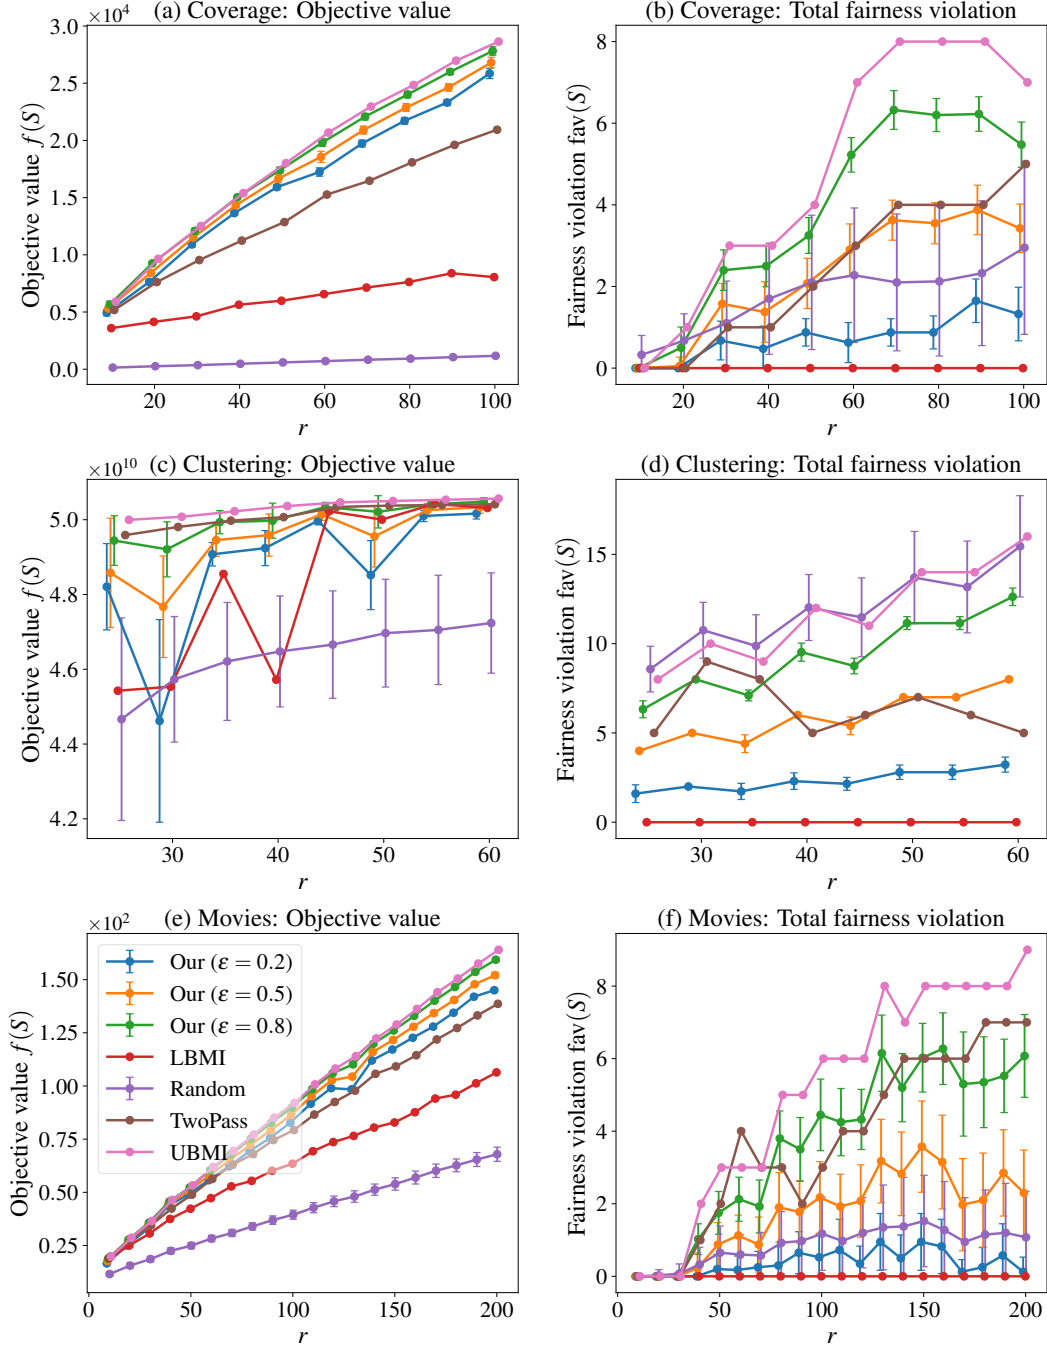 (a) Coverage: Objective value
×10⁴
3.0
2.5
2.0
1.5
1.0
0.5
0.0
Objective value f(S)
20 40 60 80 100
r
(b) Coverage: Total fairness violation
8
6
4
2
0
Fairness violation fav(S)
20 40 60 80 100
r
(c) Clustering: Objective value
×10¹⁰
5.0
4.8
4.6
4.4
4.2
Objective value f(S)
30 40 50 60
r
(d) Clustering: Total fairness violation
15
10
5
0
Fairness violation fav(S)
30 40 50 60
r
(e) Movies: Objective value
×10²
1.50
1.25
1.00
0.75
0.50
0.25
Objective value f(S)
Our (ε = 0.2)
Our (ε = 0.5)
Our (ε = 0.8)
LBMI
Random
TwoPass
UBMI
0 50 100 150 200
r
(f) Movies: Total fairness violation
8
6
4
2
0
Fairness violation fav(S)
0 50 100 150 200
r